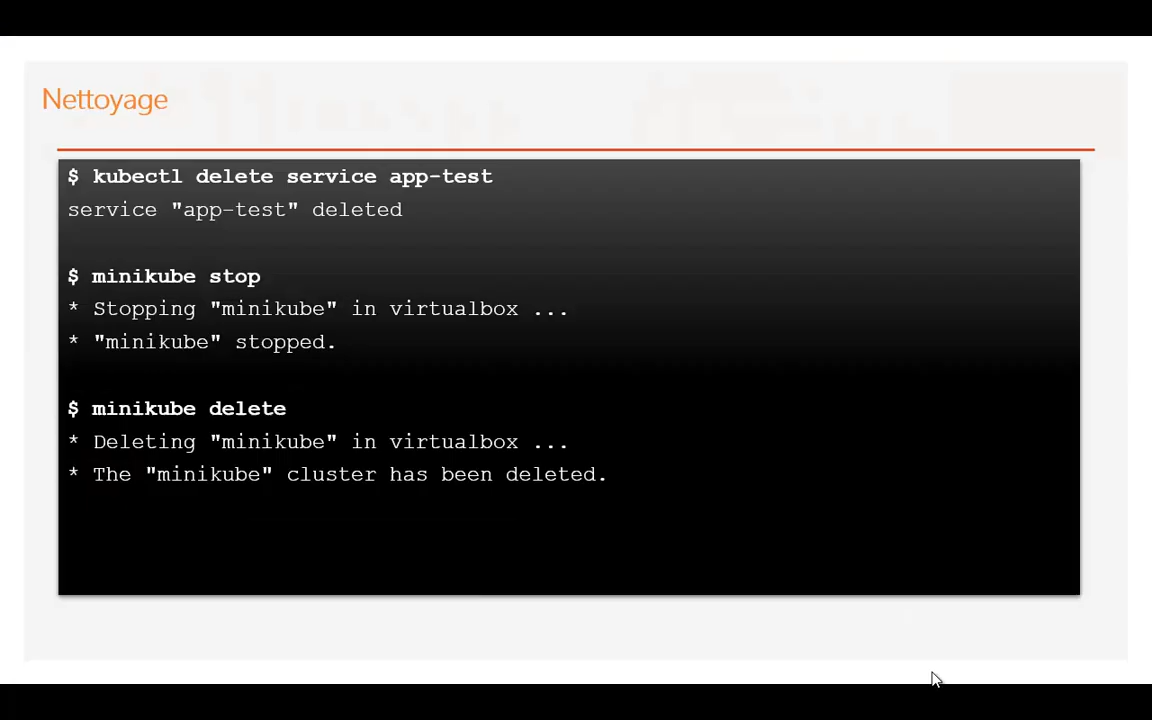 Nettoyage
$ kubectl delete service app-test
service "app-test" deleted
$ minikube stop
* Stopping "minikube" in virtualbox ...
* "minikube" stopped.
$ minikube delete
* Deleting "minikube" in virtualbox ...
* The "minikube" cluster has been deleted.